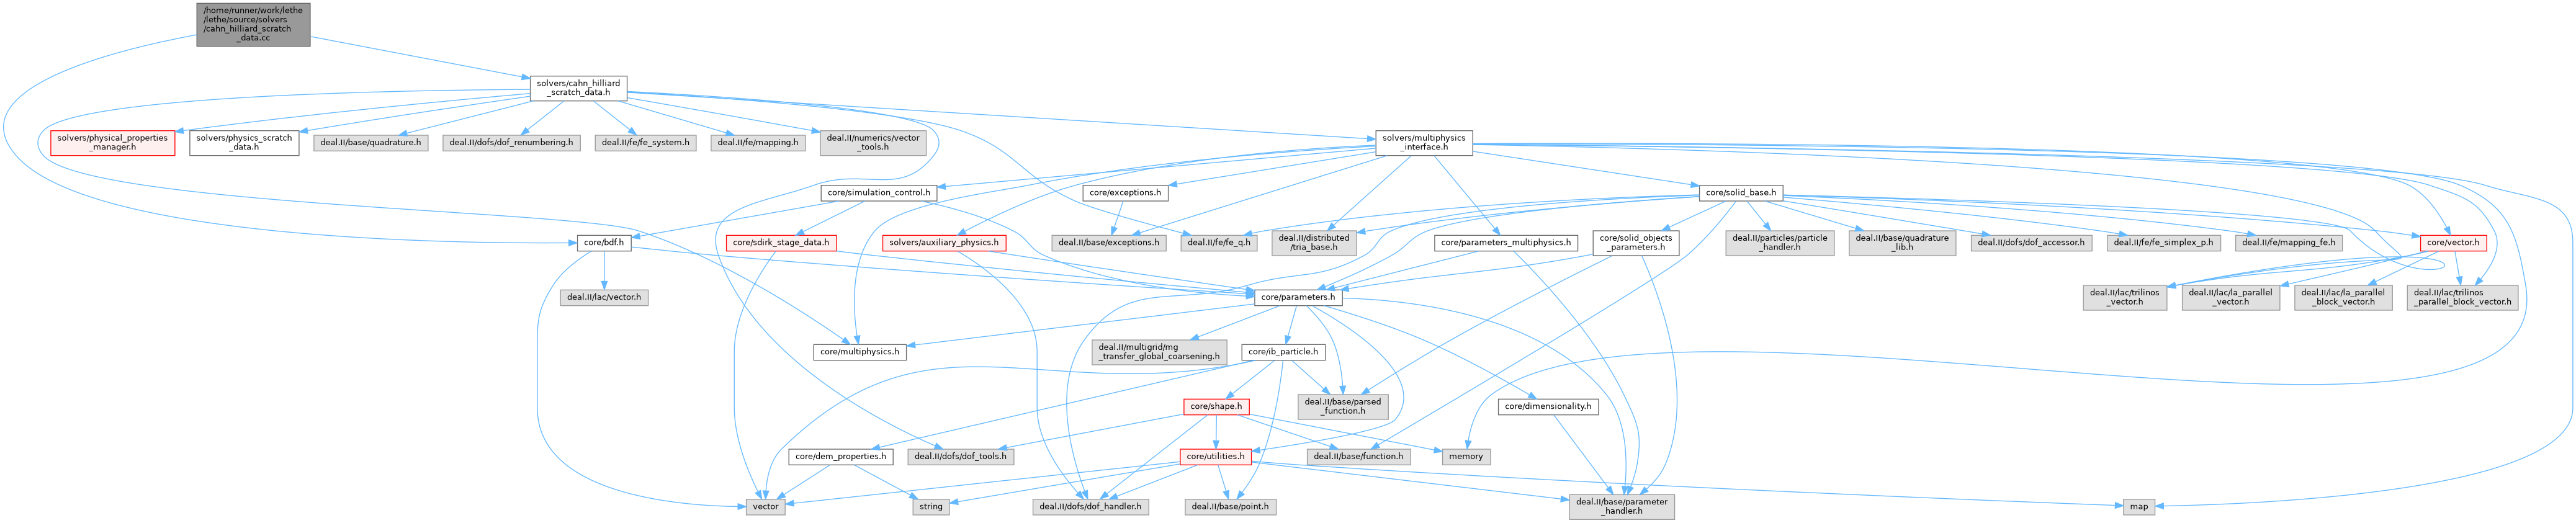 /home/runner/work/lethe
/lethe/source/solvers
/cahn_hilliard_scratch
_data.cc
solvers/cahn_hilliard
_scratch_data.h
solvers/physical_properties
_manager.h
solvers/physics_scratch
_data.h
deal.II/base/quadrature.h
deal.II/dofs/dof_renumbering.h
deal.II/fe/fe_system.h
deal.II/fe/mapping.h
deal.II/numerics/vector
_tools.h
solvers/multiphysics
_interface.h
core/simulation_control.h
core/exceptions.h
core/solid_base.h
core/bdf.h
core/sdirk_stage_data.h
solvers/auxiliary_physics.h
deal.II/base/exceptions.h
deal.II/fe/fe_q.h
deal.II/distributed
/tria_base.h
core/parameters_multiphysics.h
core/solid_objects
_parameters.h
deal.II/particles/particle
_handler.h
deal.II/base/quadrature
_lib.h
deal.II/dofs/dof_accessor.h
deal.II/fe/fe_simplex_p.h
deal.II/fe/mapping_fe.h
core/vector.h
deal.II/lac/vector.h
core/parameters.h
deal.II/lac/trilinos
_vector.h
deal.II/lac/la_parallel
_vector.h
deal.II/lac/la_parallel
_block_vector.h
deal.II/lac/trilinos
_parallel_block_vector.h
core/multiphysics.h
deal.II/multigrid/mg
_transfer_global_coarsening.h
core/ib_particle.h
core/shape.h
deal.II/base/parsed
_function.h
core/dimensionality.h
core/dem_properties.h
deal.II/dofs/dof_tools.h
core/utilities.h
deal.II/base/function.h
memory
vector
string
deal.II/dofs/dof_handler.h
deal.II/base/point.h
deal.II/base/parameter
_handler.h
map